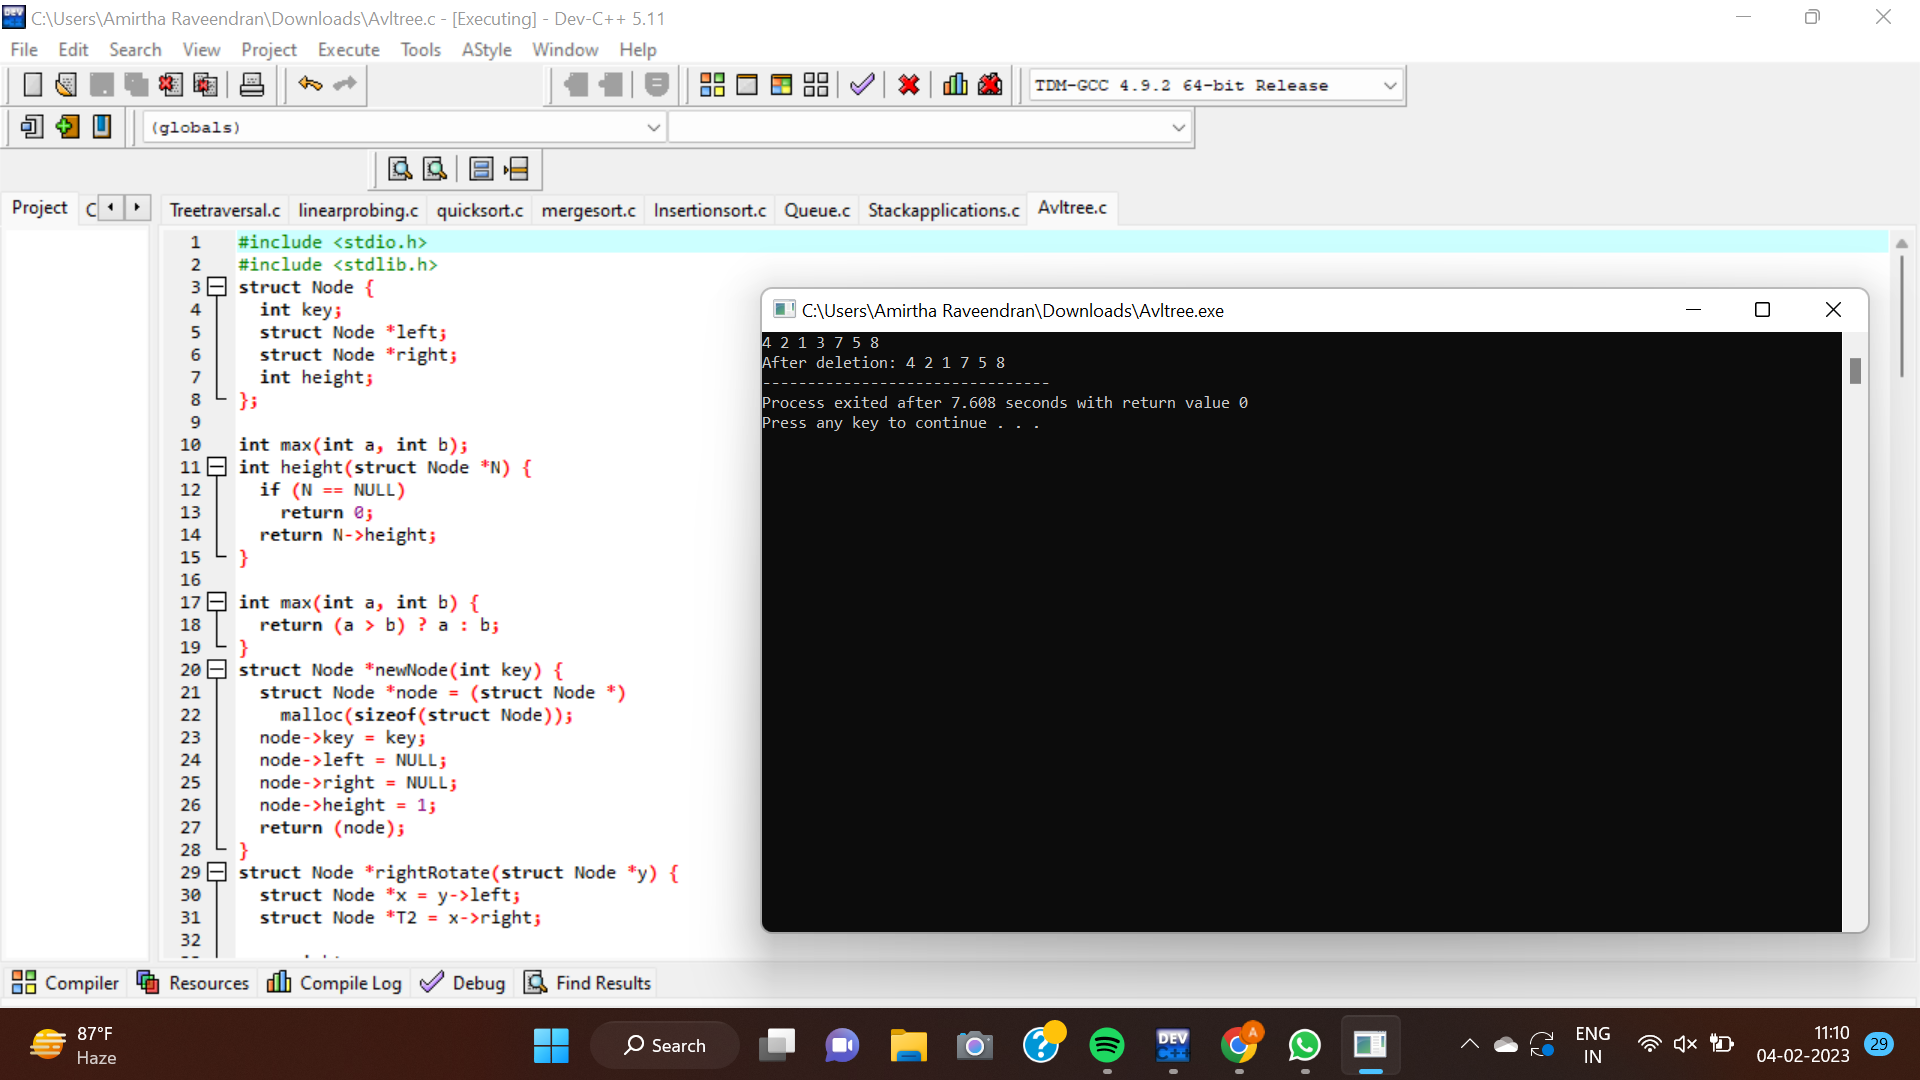 C:\Users\Amirtha Raveendran\Downloads\Avltree.c - [Executing] - Dev-C++ 5.11
File Edit Search View Project Execute Tools AStyle Window Help
TDM-GCC 4.9.2 64-bit Release
(globals)
Project C Treetraversal.c linearprobing.c quicksort.c mergesort.c Insertionsort.c Queue.c Stackapplications.c Avltree.c
1 #include <stdio.h>
2 #include <stdlib.h>
3 struct Node {
4 int key;
5 struct Node *left;
6 struct Node *right;
7 int height;
8 };
9
10 int max(int a, int b);
11 int height(struct Node *N) {
12 if (N == NULL)
13 return 0;
14 return N->height;
15 }
16
17 int max(int a, int b) {
18 return (a > b) ? a : b;
19 }
20 struct Node *newNode(int key) {
21 struct Node *node = (struct Node *)
22 malloc(sizeof(struct Node));
23 node->key = key;
24 node->left = NULL;
25 node->right = NULL;
26 node->height = 1;
27 return (node);
28 }
29 struct Node *rightRotate(struct Node *y) {
30 struct Node *x = y->left;
31 struct Node *T2 = x->right;
32
C:\Users\Amirtha Raveendran\Downloads\Avltree.exe
4 2 1 3 7 5 8
After deletion: 4 2 1 7 5 8
--------------------------------
Process exited after 7.608 seconds with return value 0
Press any key to continue . . .
Compiler Resources Compile Log Debug Find Results
87°F
Haze
Search
DEV
C++
A
ENG
IN
11:10
04-02-2023
29